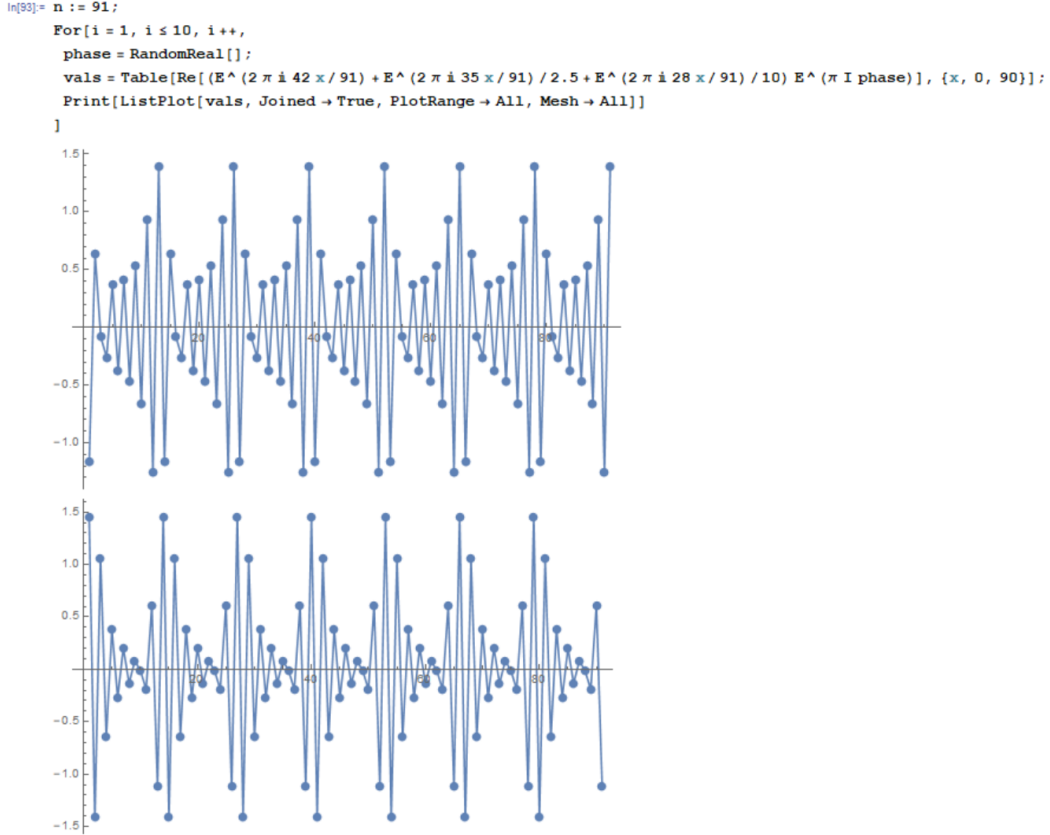 In[93]:= n := 91;
For[i = 1, i ≤ 10, i ++,
phase = RandomReal[];
vals = Table[Re[(E^ (2 π i 42 x / 91) + E^ (2 π i 35 x / 91) / 2.5 + E^ (2 π i 28 x / 91) / 10) E^ (π I phase)], {x, 0, 90}];
Print[ListPlot[vals, Joined → True, PlotRange → All, Mesh → All]]
]
1.5
1.0
0.5
20 40 60 80
-0.5
-1.0
1.5
1.0
0.5
20 40 60 80
-0.5
-1.0
-1.5